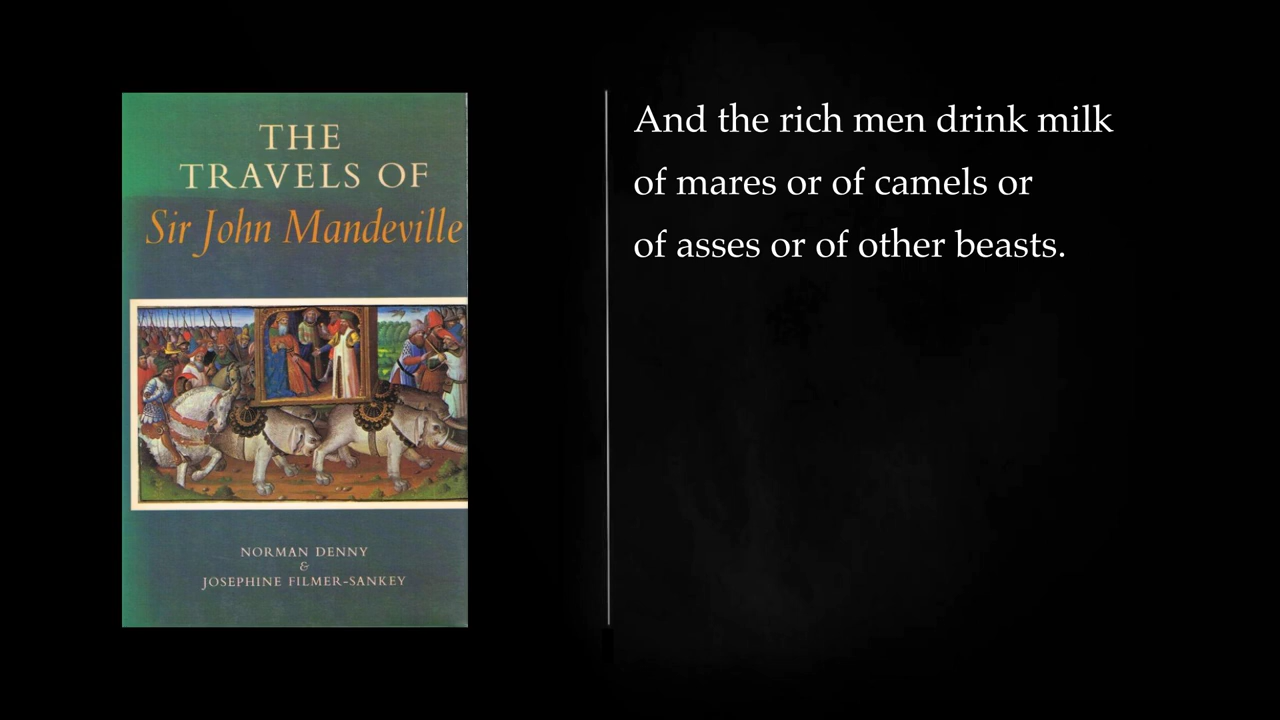 THE
TRAVELS OF
Sir John Mandeville
NORMAN DENNY
&
JOSEPHINE FILMER-SANKEY
And the rich men drink milk
of mares or of camels or
of asses or of other beasts.